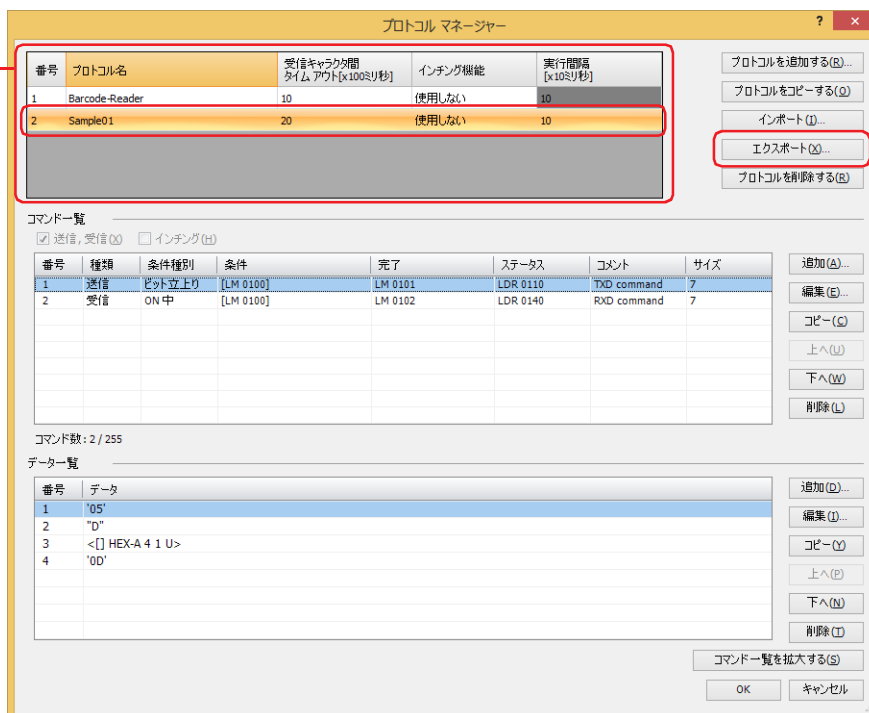 プロトコル マネージャー
? ×
番号 プロトコル名 受信キャラクタ間 タイム アウト[x100ミリ秒] インチング機能 実行間隔 [x10ミリ秒]
1 Barcode-Reader 10 使用しない 10
2 Sample01 20 使用しない 10
プロトコルを追加する(R)...
プロトコルをコピーする(O)
インポート(I)...
エクスポート(X)...
プロトコルを削除する(R)
コマンド一覧
送信, 受信(X) インチング(H)
番号 種類 条件種別 条件 完了 ステータス コメント サイズ
1 送信 ビット立上り [LM 0100] LM 0101 LDR 0110 TXD command 7
2 受信 ON 中 [LM 0100] LM 0102 LDR 0140 RXD command 7
追加(A)...
編集(E)...
コピー(C)
上へ(U)
下へ(W)
削除(L)
コマンド数 : 2 / 255
データ一覧
番号 データ
1 '05'
2 "D"
3 <[] HEX-A 4 1 U>
4 '0D'
追加(D)...
編集(I)...
コピー(Y)
上へ(P)
下へ(N)
削除(T)
コマンド一覧を拡大する(S)
OK キャンセル